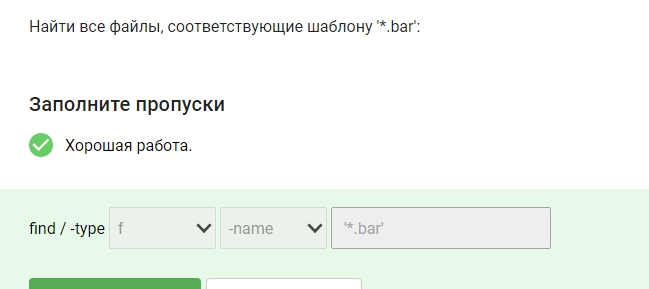 Найти все файлы, соответствующие шаблону '*.bar':
Заполните пропуски
Хорошая работа.
find / -type f -name '*.bar'